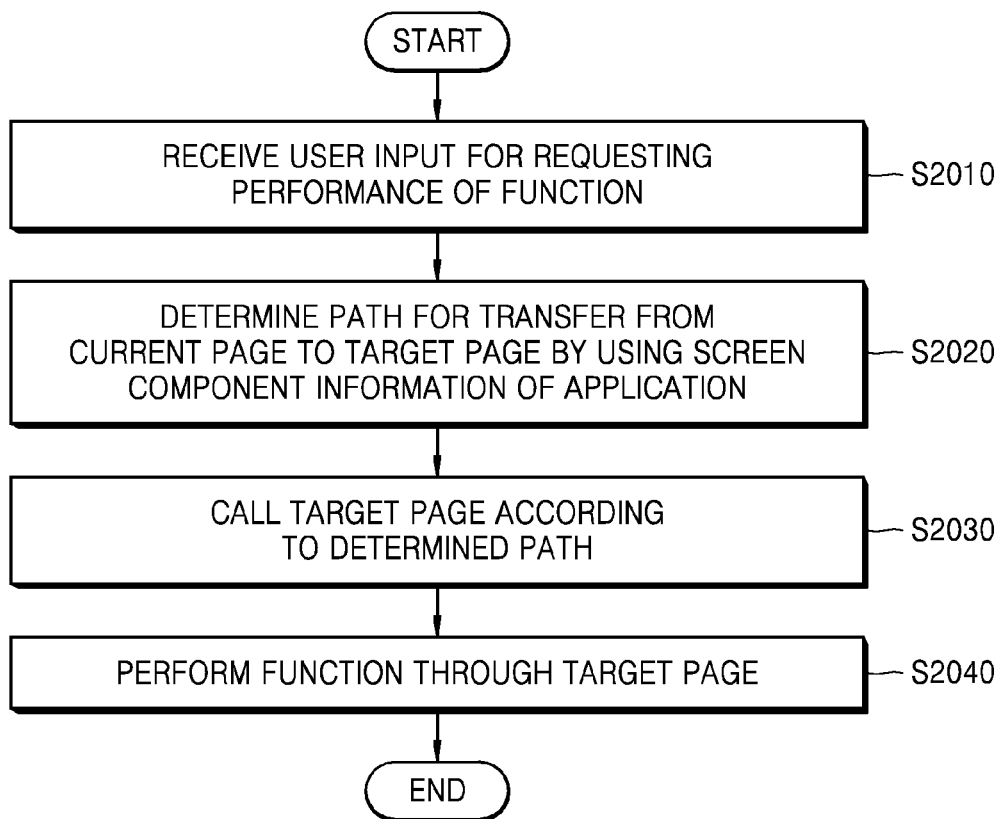 START
RECEIVE USER INPUT FOR REQUESTING
PERFORMANCE OF FUNCTION
S2010
DETERMINE PATH FOR TRANSFER FROM
CURRENT PAGE TO TARGET PAGE BY USING SCREEN
COMPONENT INFORMATION OF APPLICATION
S2020
CALL TARGET PAGE ACCORDING
TO DETERMINED PATH
S2030
PERFORM FUNCTION THROUGH TARGET PAGE
S2040
END